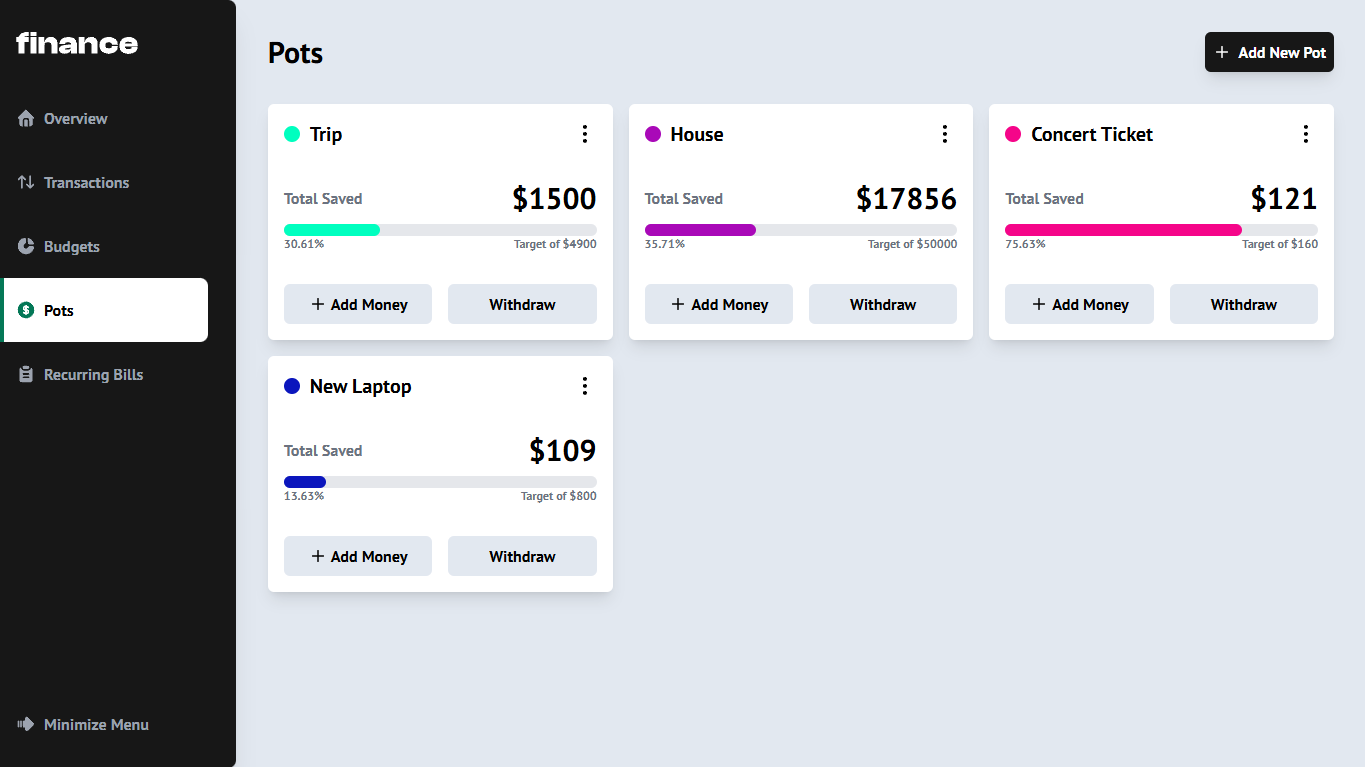 finance
Overview
Transactions
Budgets
Pots
Recurring Bills
Minimize Menu
Pots
+ Add New Pot
Trip
Total Saved $1500
30.61% Target of $4900
+ Add Money Withdraw
House
Total Saved $17856
35.71% Target of $50000
+ Add Money Withdraw
Concert Ticket
Total Saved $121
75.63% Target of $160
+ Add Money Withdraw
New Laptop
Total Saved $109
13.63% Target of $800
+ Add Money Withdraw